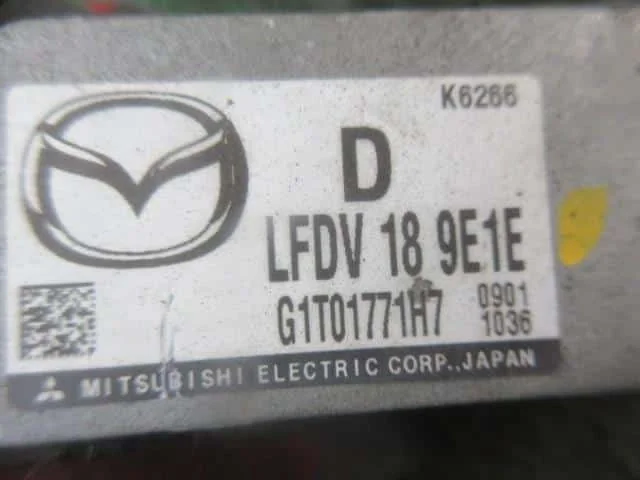 K6266
D
LFDV 18 9E1E
G1T01771H7 0901
1036
MITSUBISHI ELECTRIC CORP.,JAPAN